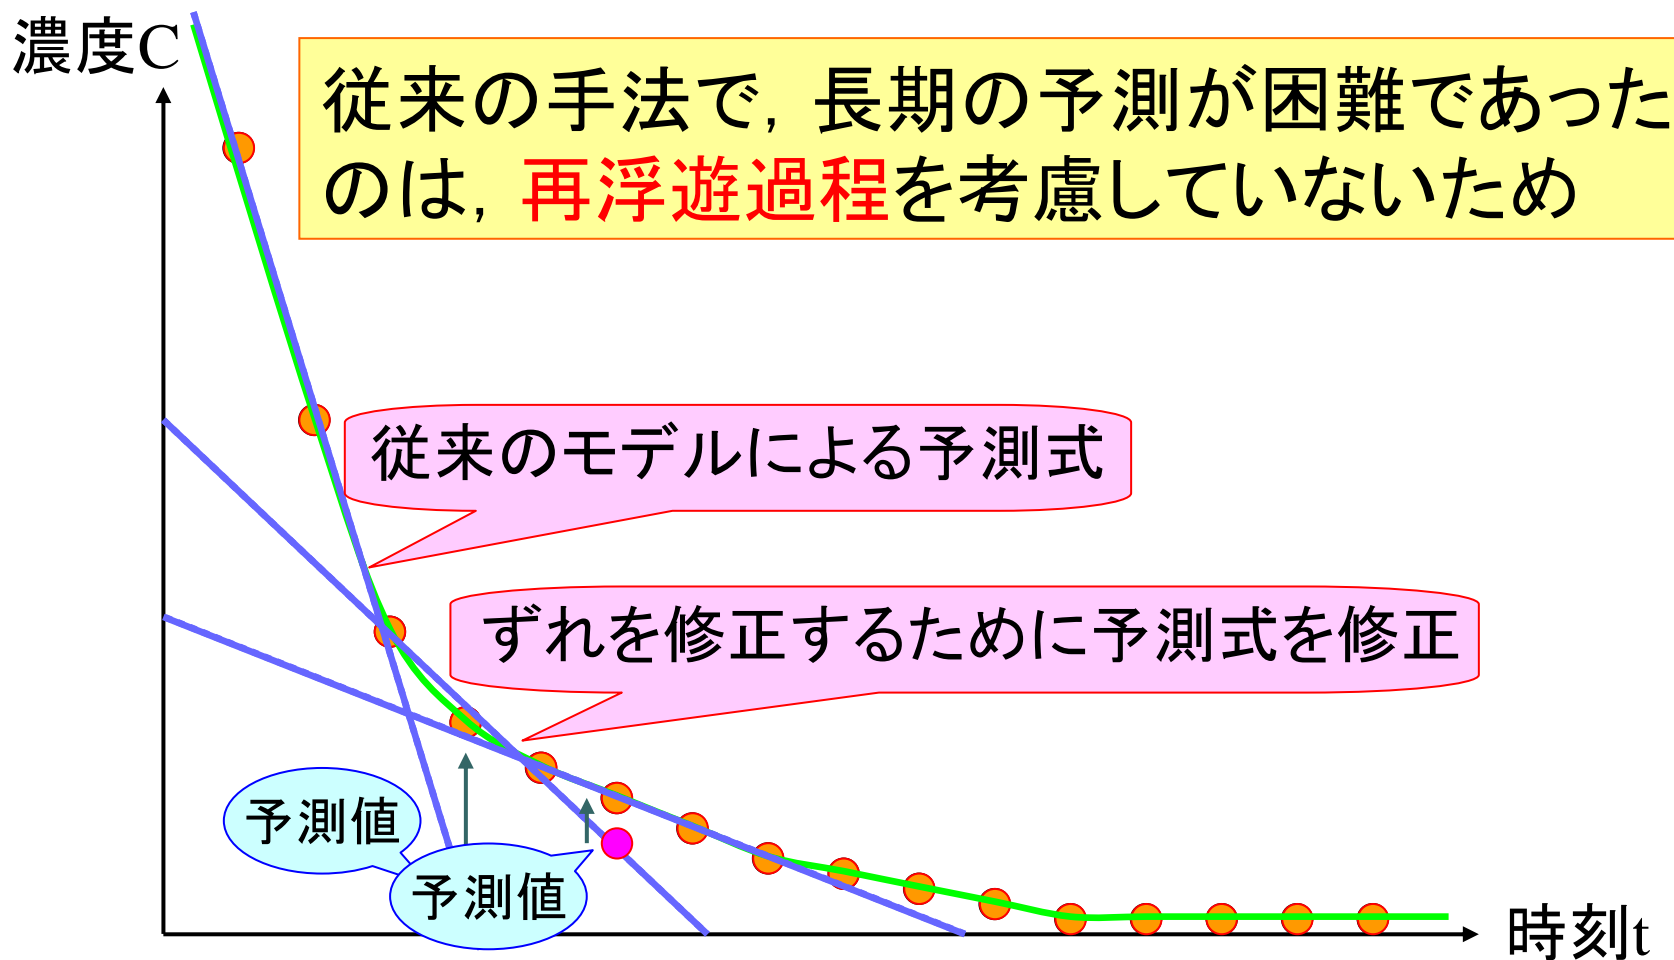 濃度C
従来の手法で,長期の予測が困難であった
のは,再浮遊過程を考慮していないため
従来のモデルによる予測式
ずれを修正するために予測式を修正
予測値
予測値
時刻t